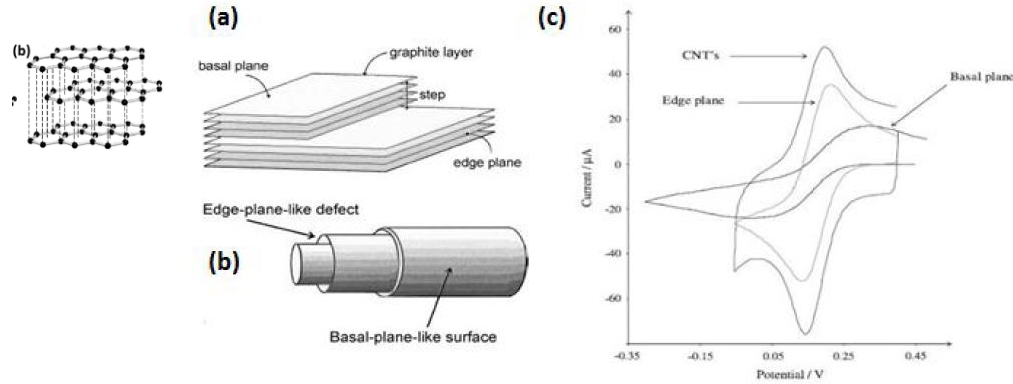 (b)
(a)
graphite layer
basal plane
step
edge plane
Edge-plane-like defect
(b)
Basal-plane-like surface
(c)
60
40
20
0
-20
-40
-60
Current / µA
CNT's
Edge plane
Basal plane
-0.35
-0.15
0.05
0.25
0.45
Potential / V